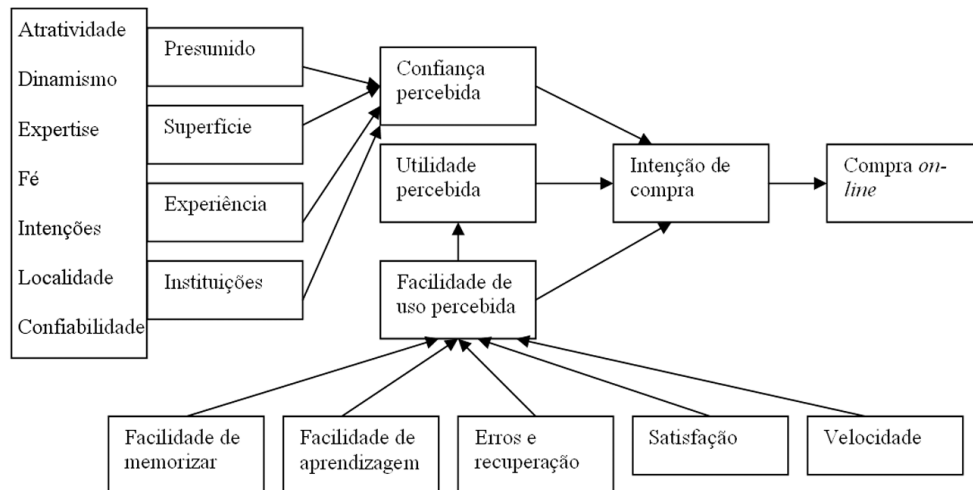 Atratividade
Dinamismo
Expertise
Fé
Intenções
Localidade
Confiabilidade
Presumido
Superfície
Experiência
Instituições
Confiança
percebida
Utilidade
percebida
Facilidade de
uso percebida
Intenção de
compra
Compra on-
line
Facilidade de
memorizar
Facilidade de
aprendizagem
Erros e
recuperação
Satisfação
Velocidade